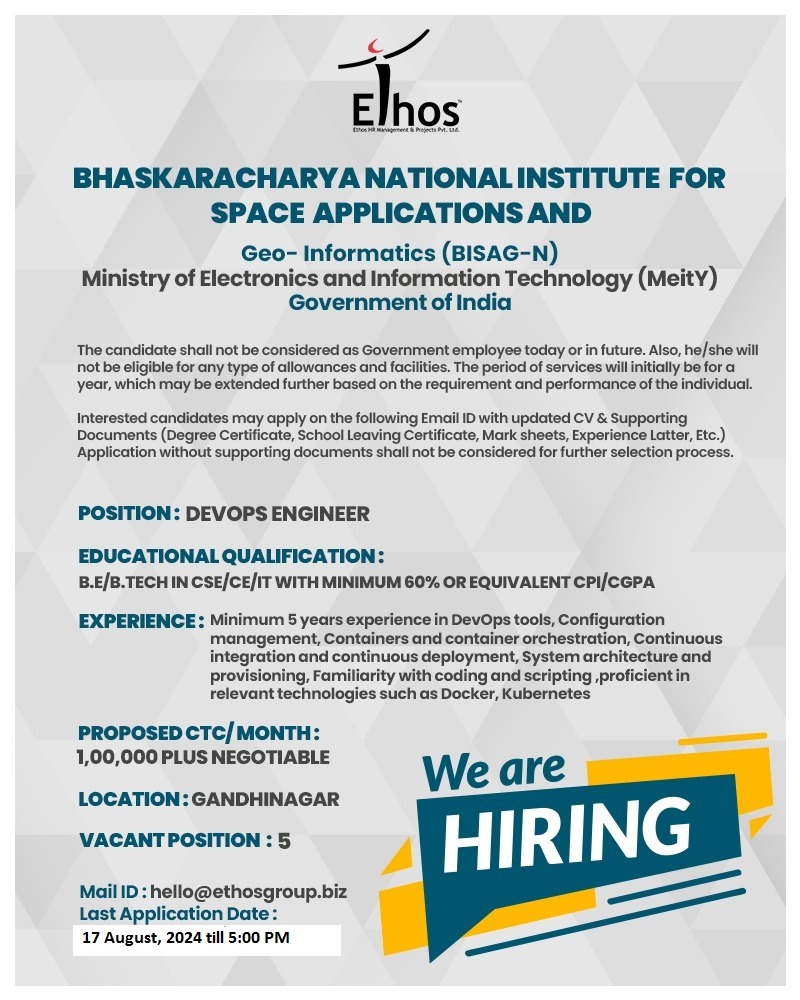 Ethos™
Ethos HR Management & Projects Pvt. Ltd.
BHASKARACHARYA NATIONAL INSTITUTE FOR
SPACE APPLICATIONS AND
Geo- Informatics (BISAG-N)
Ministry of Electronics and Information Technology (MeitY)
Government of India
The candidate shall not be considered as Government employee today or in future. Also, he/she will
not be eligible for any type of allowances and facilities. The period of services will initially be for a
year, which may be extended further based on the requirement and performance of the individual.
Interested candidates may apply on the following Email ID with updated CV & Supporting
Documents (Degree Certificate, School Leaving Certificate, Mark sheets, Experience Latter, Etc.)
Application without supporting documents shall not be considered for further selection process.
POSITION : DEVOPS ENGINEER
EDUCATIONAL QUALIFICATION :
B.E/B.TECH IN CSE/CE/IT WITH MINIMUM 60% OR EQUIVALENT CPI/CGPA
EXPERIENCE : Minimum 5 years experience in DevOps tools, Configuration
management, Containers and container orchestration, Continuous
integration and continuous deployment, System architecture and
provisioning, Familiarity with coding and scripting ,proficient in
relevant technologies such as Docker, Kubernetes
PROPOSED CTC/ MONTH :
1,00,000 PLUS NEGOTIABLE
LOCATION : GANDHINAGAR
VACANT POSITION : 5
Mail ID : hello@ethosgroup.biz
Last Application Date :
17 August, 2024 till 5:00 PM
We are
HIRING